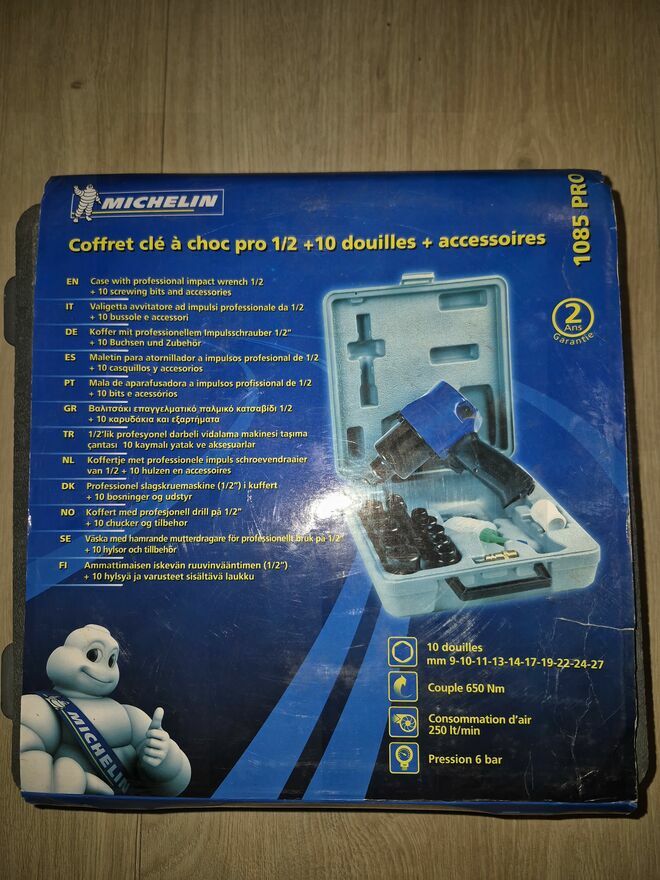 MICHELIN
Coffret clé à choc pro 1/2 +10 douilles + accessoires
1085 PRO
EN Case with professional impact wrench 1/2
+ 10 screwing bits and accessories
IT Valigetta avvitatore ad impulsi professionale da 1/2
+ 10 bussole e accessori
DE Koffer mit professionellem Impulsschrauber 1/2"
+ 10 Buchsen und Zubehör
ES Maletin para atornillador a impulsos profesional de 1/2
+ 10 casquillos y accesorios
PT Mala de aparafusadora a impulsos profissional de 1/2
+ 10 bits e acessórios
GR Βαλιτσάκι επαγγελματικό παλμικό κατσαβίδι 1/2
+ 10 καρυδάκια και εξαρτήματα
TR 1/2'lik profesyonel darbeli vidalama makinesi taşıma
çantası 10 kaymalı yatak ve aksesuarlar
NL Koffertje met professionele impuls schroevendraaier
van 1/2 + 10 hulzen en accessoires
DK Professionel slagskruemaskine (1/2") i kuffert
+ 10 bosninger og udstyr
NO Koffert med profesjonell drill på 1/2"
+ 10 chucker og tilbehor
SE Väska med hamrande mutterdragare för professionellt bruk på 1/2"
+ 10 hylsor och tillbehör
FI Ammattimaisen iskevän ruuvinvääntimen (1/2")
+ 10 hylsyä ja varusteet sisältävä laukku
2
Ans
Garantie
10 douilles
mm 9-10-11-13-14-17-19-22-24-27
Couple 650 Nm
Consommation d'air
250 lt/min
Pression 6 bar
MICHELIN